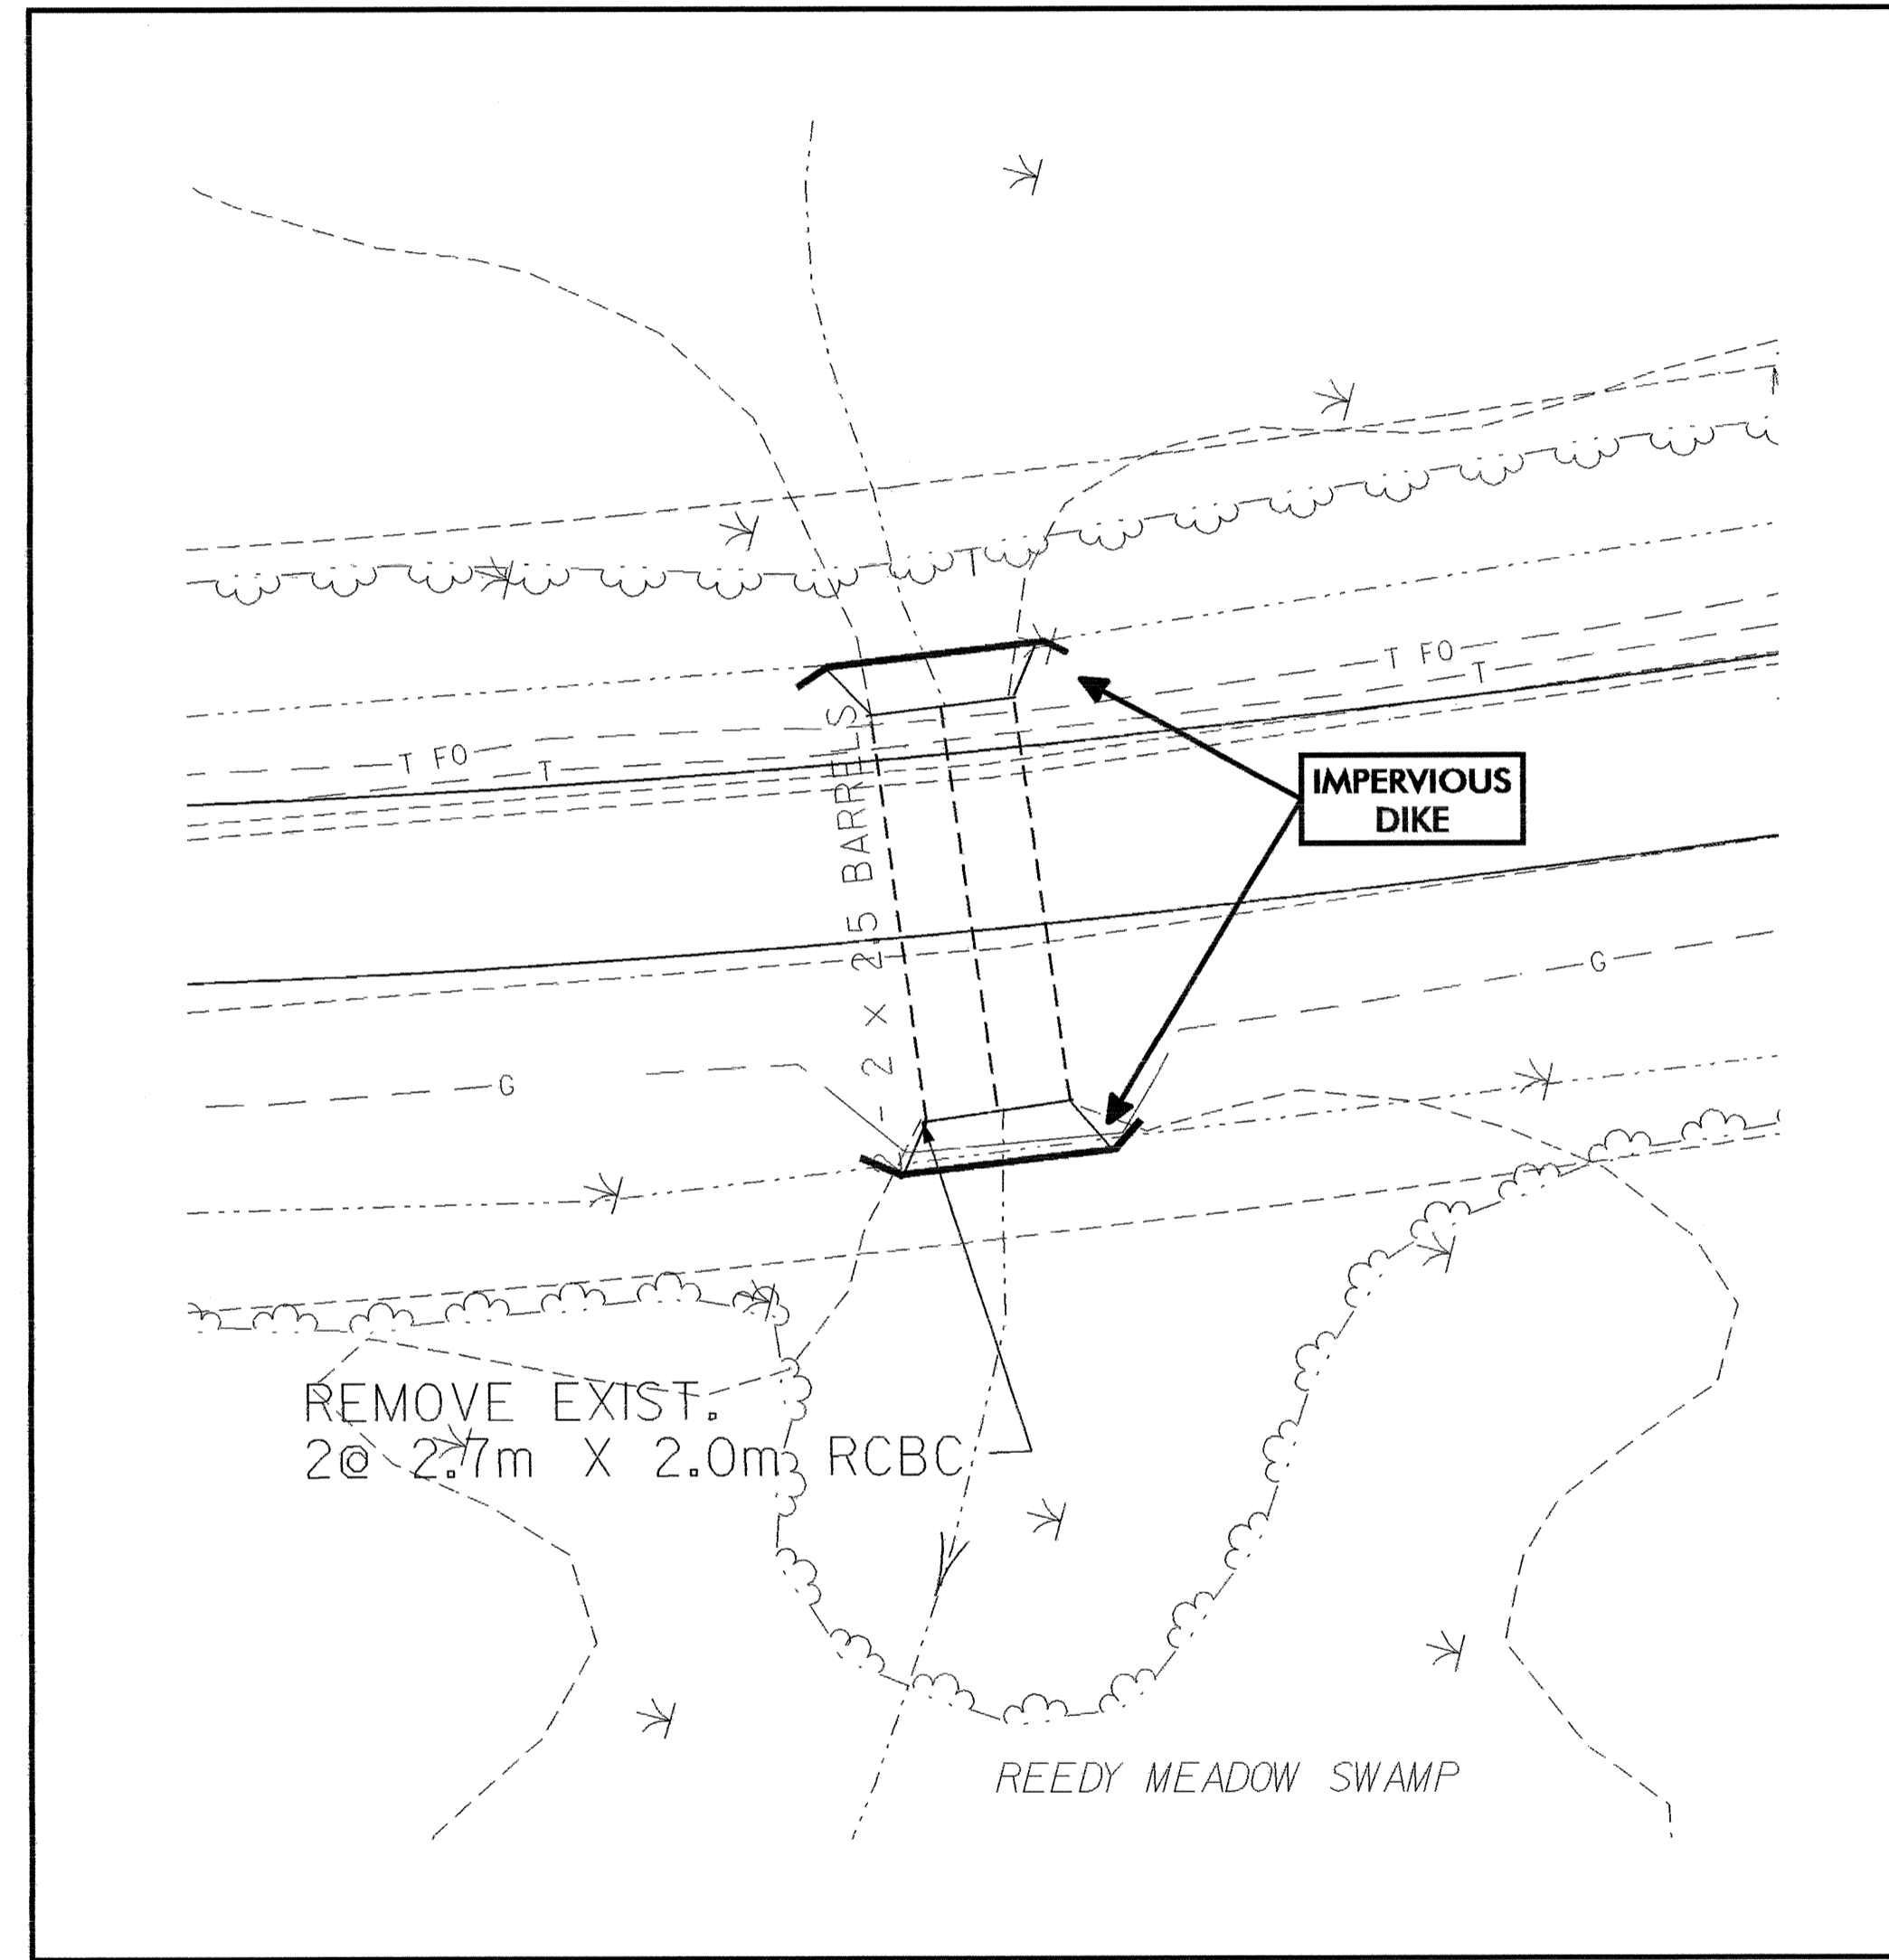 T
T FO
T
T FO
T
IMPERVIOUS
DIKE
- 2 x 2.5 BARRELS
G
G
REMOVE EXIST.
2@ 2.7m X 2.0m RCBC
REEDY MEADOW SWAMP